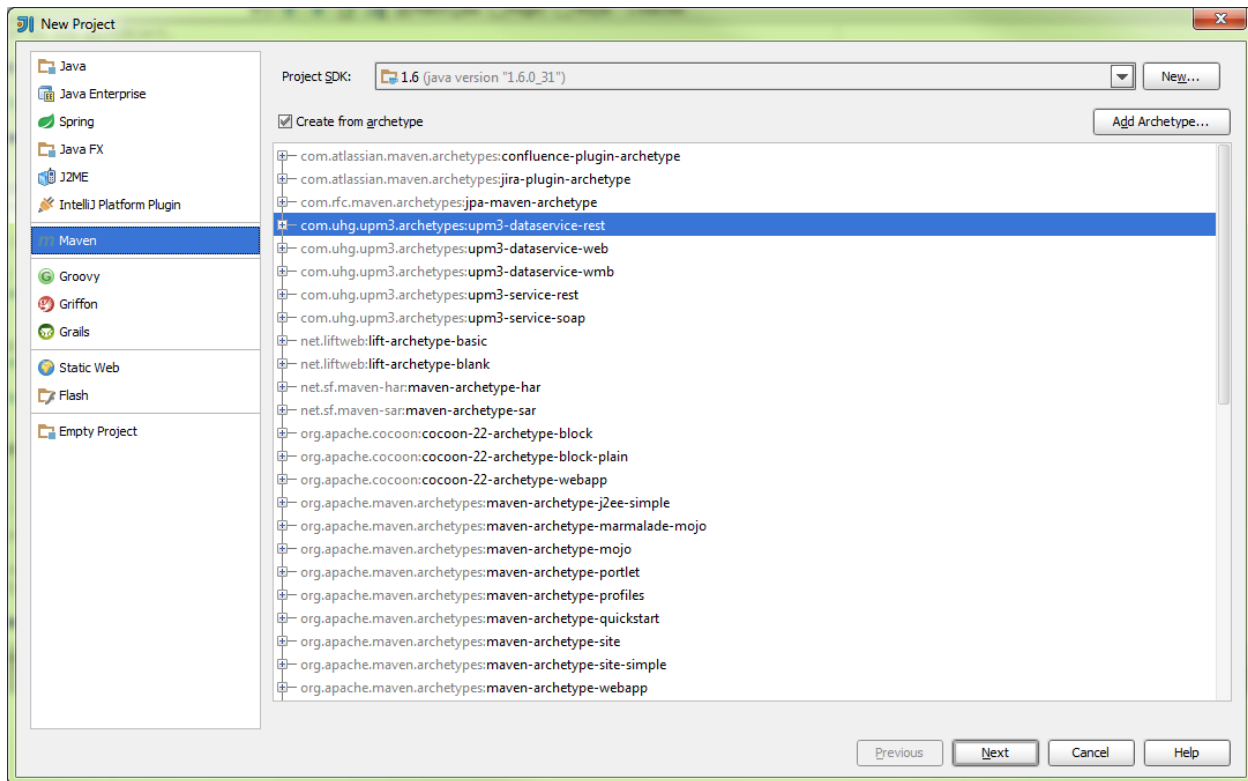 New Project
Java
Java Enterprise
Spring
Java FX
J2ME
IntelliJ Platform Plugin
Maven
Groovy
Griffon
Grails
Static Web
Flash
Empty Project
Project SDK: 1.6 (java version "1.6.0_31") New...
Create from archetype Add Archetype...
com.atlassian.maven.archetypes:confluence-plugin-archetype
com.atlassian.maven.archetypes:jira-plugin-archetype
com.rfc.maven.archetypes:jpa-maven-archetype
com.uhg.upm3.archetypes:upm3-dataservice-rest
com.uhg.upm3.archetypes:upm3-dataservice-web
com.uhg.upm3.archetypes:upm3-dataservice-wmb
com.uhg.upm3.archetypes:upm3-service-rest
com.uhg.upm3.archetypes:upm3-service-soap
net.liftweb:lift-archetype-basic
net.liftweb:lift-archetype-blank
net.sf.maven-har:maven-archetype-har
net.sf.maven-sar:maven-archetype-sar
org.apache.cocoon:cocoon-22-archetype-block
org.apache.cocoon:cocoon-22-archetype-block-plain
org.apache.cocoon:cocoon-22-archetype-webapp
org.apache.maven.archetypes:maven-archetype-j2ee-simple
org.apache.maven.archetypes:maven-archetype-marmalade-mojo
org.apache.maven.archetypes:maven-archetype-mojo
org.apache.maven.archetypes:maven-archetype-portlet
org.apache.maven.archetypes:maven-archetype-profiles
org.apache.maven.archetypes:maven-archetype-quickstart
org.apache.maven.archetypes:maven-archetype-site
org.apache.maven.archetypes:maven-archetype-site-simple
org.apache.maven.archetypes:maven-archetype-webapp
Previous Next Cancel Help